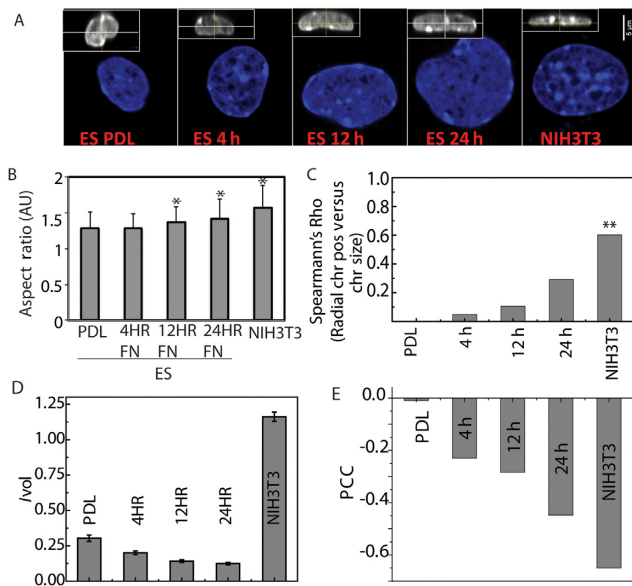 A
5 µm
ES PDL ES 4 h ES 12 h ES 24 h NIH3T3
B
Aspect ratio (AU)
2
1.5
1
0.5
0
* * *
PDL 4HR 12HR 24HR NIH3T3
FN FN FN
ES
C
Spearmann's Rho
(Radial chr pos versus
chr size)
1.0
0.8
0.6
0.4
0.2
**
PDL 4 h 12 h 24 h NIH3T3
D
Ivol
1.25
1.00
0.75
0.50
0.25
0.00
PDL 4HR 12HR 24HR NIH3T3
E
PCC
0.0
-0.2
-0.4
-0.6
PDL 4 h 12 h 24 h NIH3T3